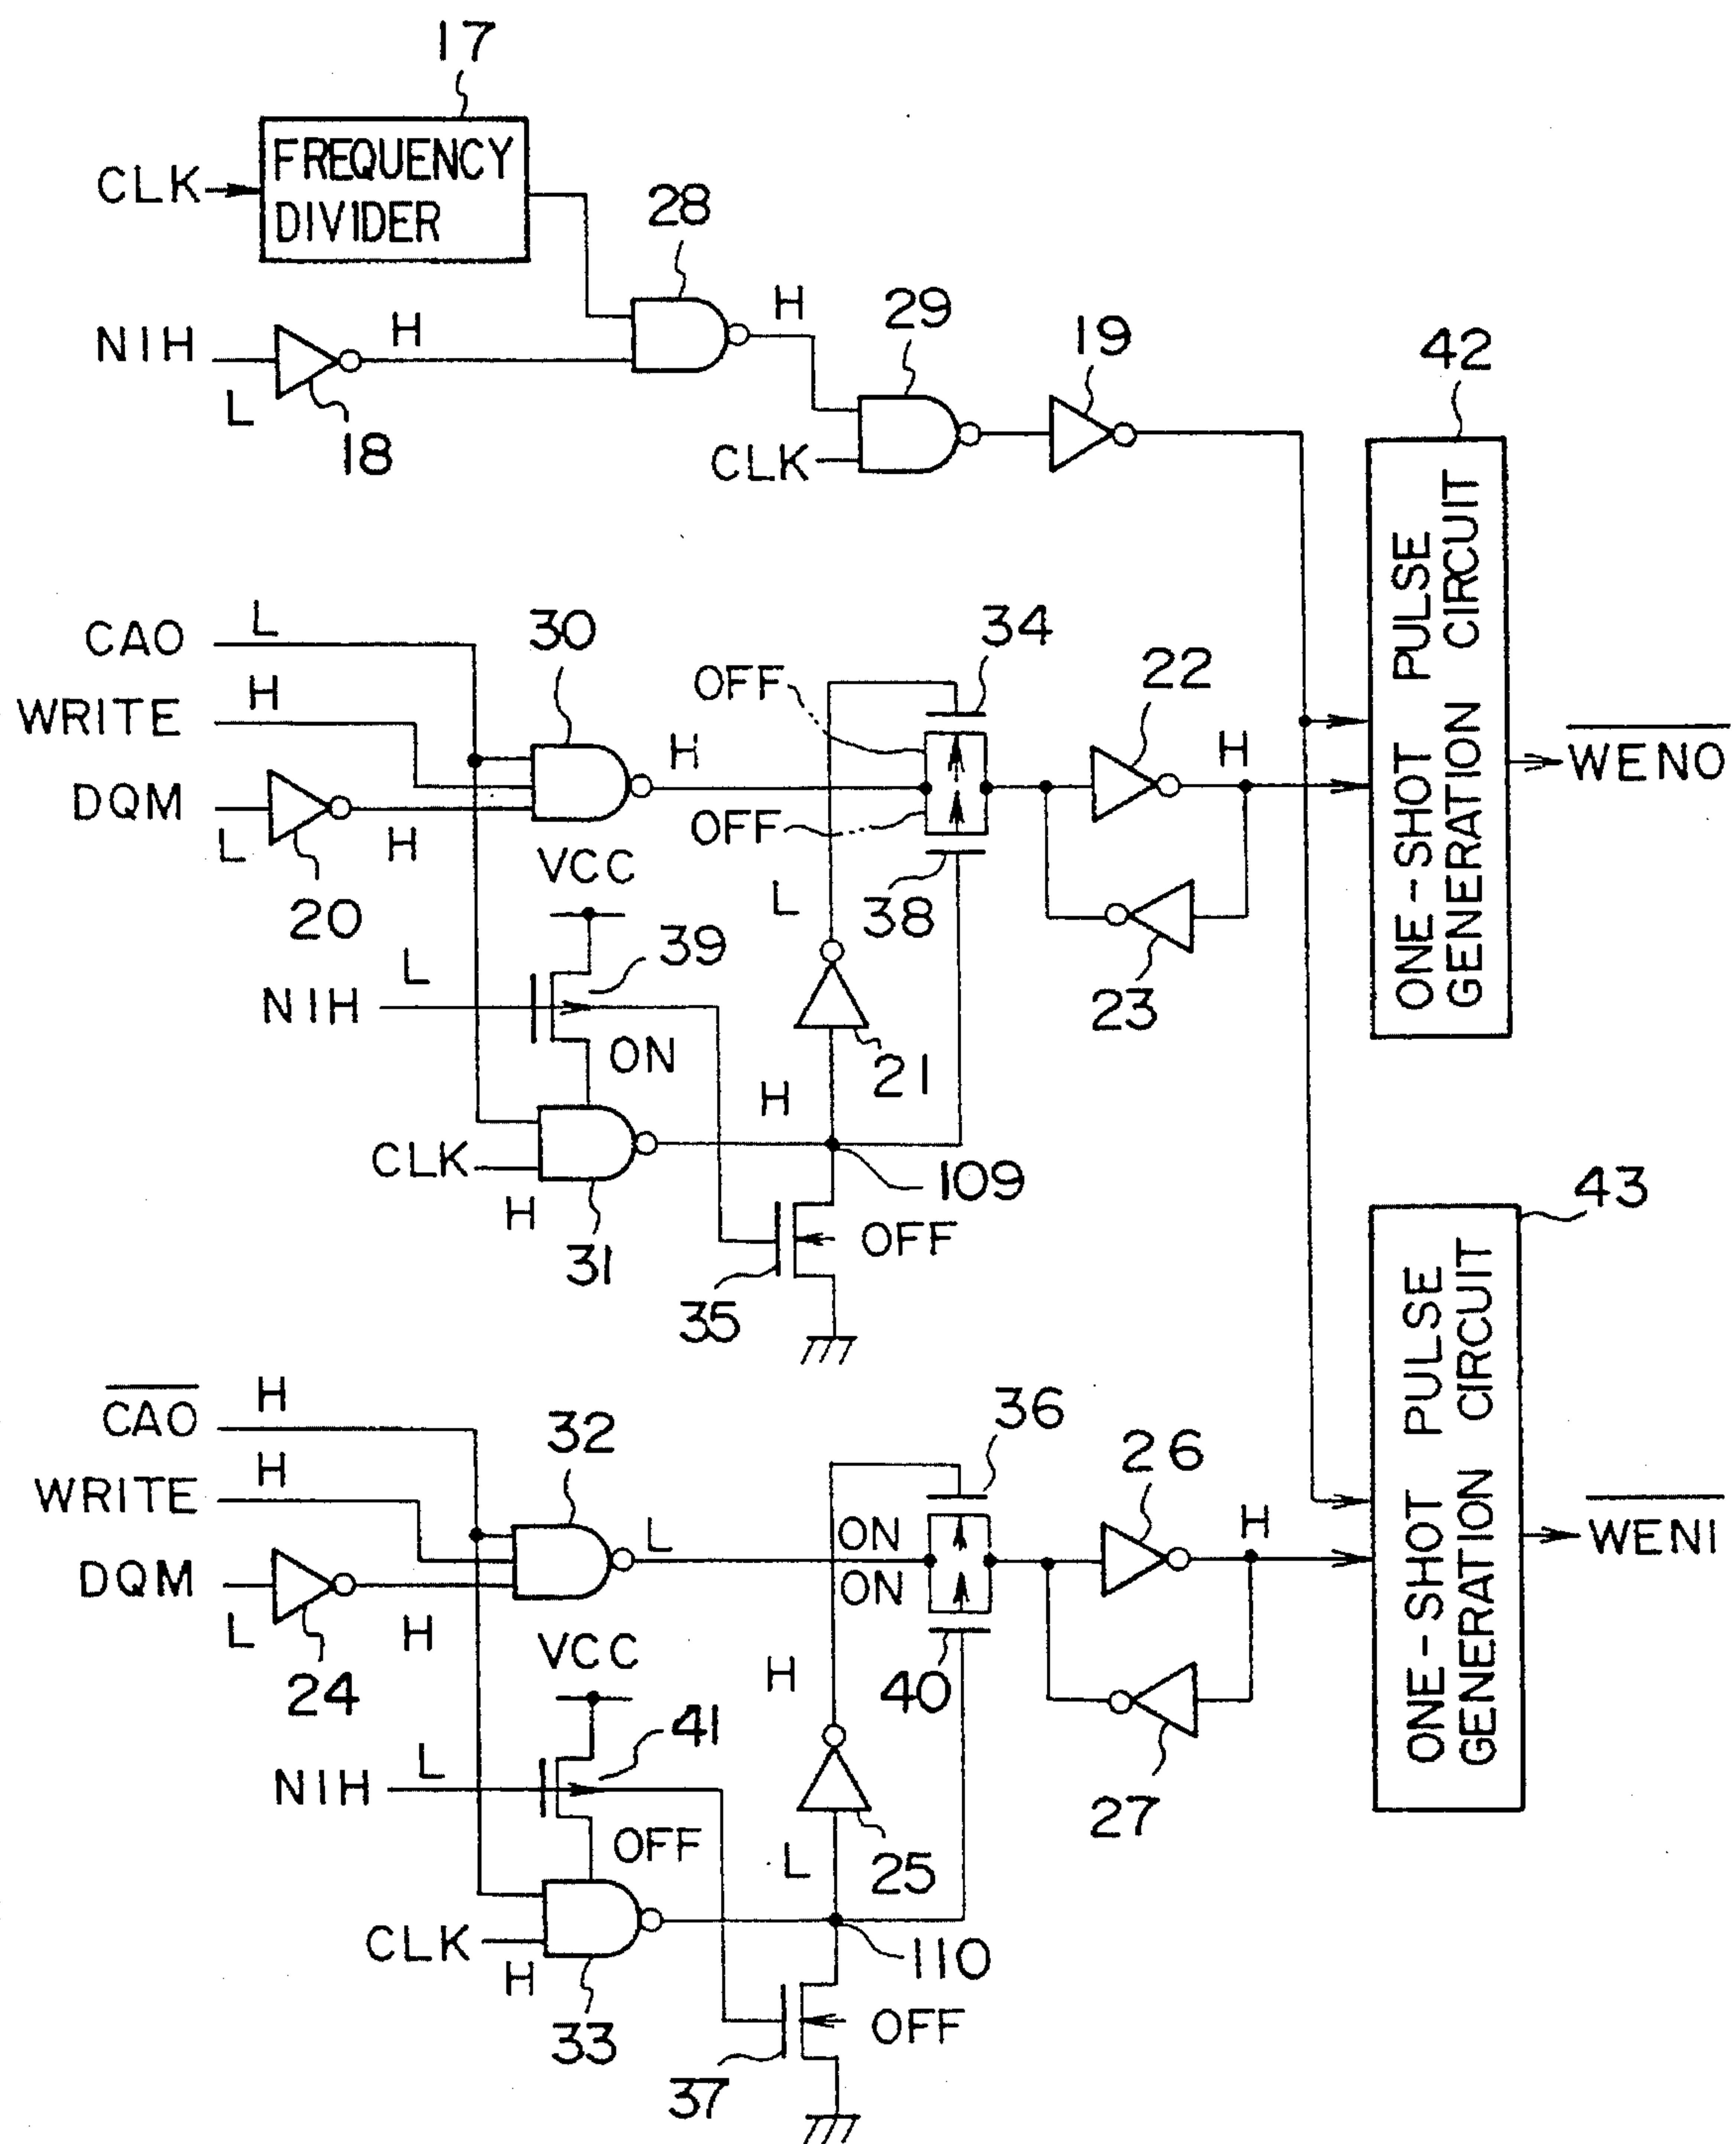 17
CLK
FREQUENCY
DIVIDER
28
NIH
H
H
29
19
L
18
CLK
42
ONE-SHOT PULSE
GENERATION CIRCUIT
CAO
L
30
34
WRITE
H
OFF
22
DQM
L
H
H
OFF
H
WENO
20
VCC
L
38
39
NIH
L
23
ON
21
H
CLK
H
109
31
OFF
35
43
ONE-SHOT PULSE
GENERATION CIRCUIT
CAO
H
36
WRITE
H
32
26
DQM
L
H
L
ON
ON
H
WEN1
24
VCC
H
40
41
NIH
L
27
OFF
L
25
CLK
H
110
33
OFF
37